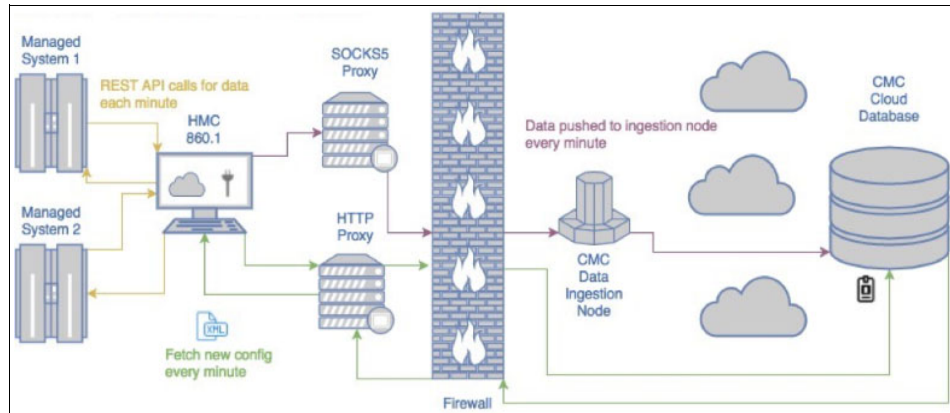 Managed
System 1
REST API calls for data
each minute
HMC
860.1
SOCKS5
Proxy
Data pushed to ingestion node
every minute
CMC
Cloud
Database
Managed
System 2
HTTP
Proxy
CMC
Data
Ingestion
Node
XML
Fetch new config
every minute
Firewall